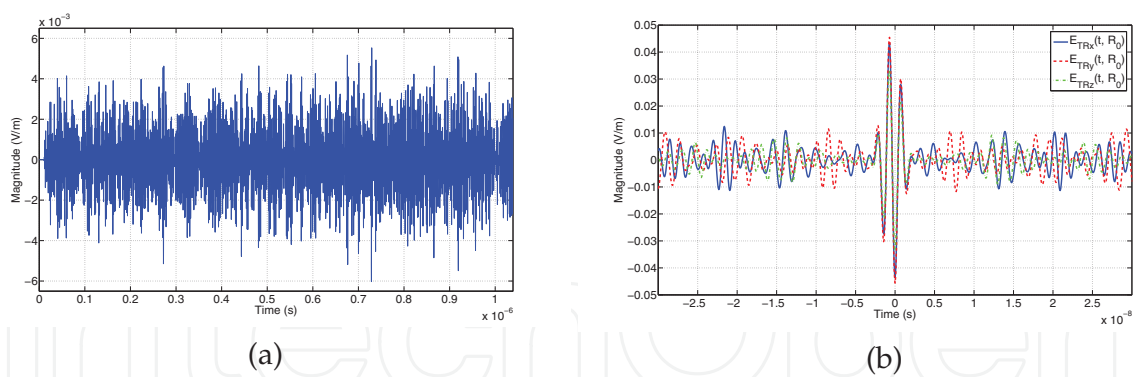 x 10⁻³
6
4
2
0
−2
−4
−6
Magnitude (V/m)
0 0.1 0.2 0.3 0.4 0.5 0.6 0.7 0.8 0.9 1
Time (s)
x 10⁻⁶
(a)
0.05
0.04
0.03
0.02
0.01
0
−0.01
−0.02
−0.03
−0.04
−0.05
Magnitude (V/m)
E_TRx(t, R_0)
E_TRy(t, R_0)
E_TRz(t, R_0)
−2.5 −2 −1.5 −1 −0.5 0 0.5 1 1.5 2 2.5
Time (s)
x 10⁻⁸
(b)